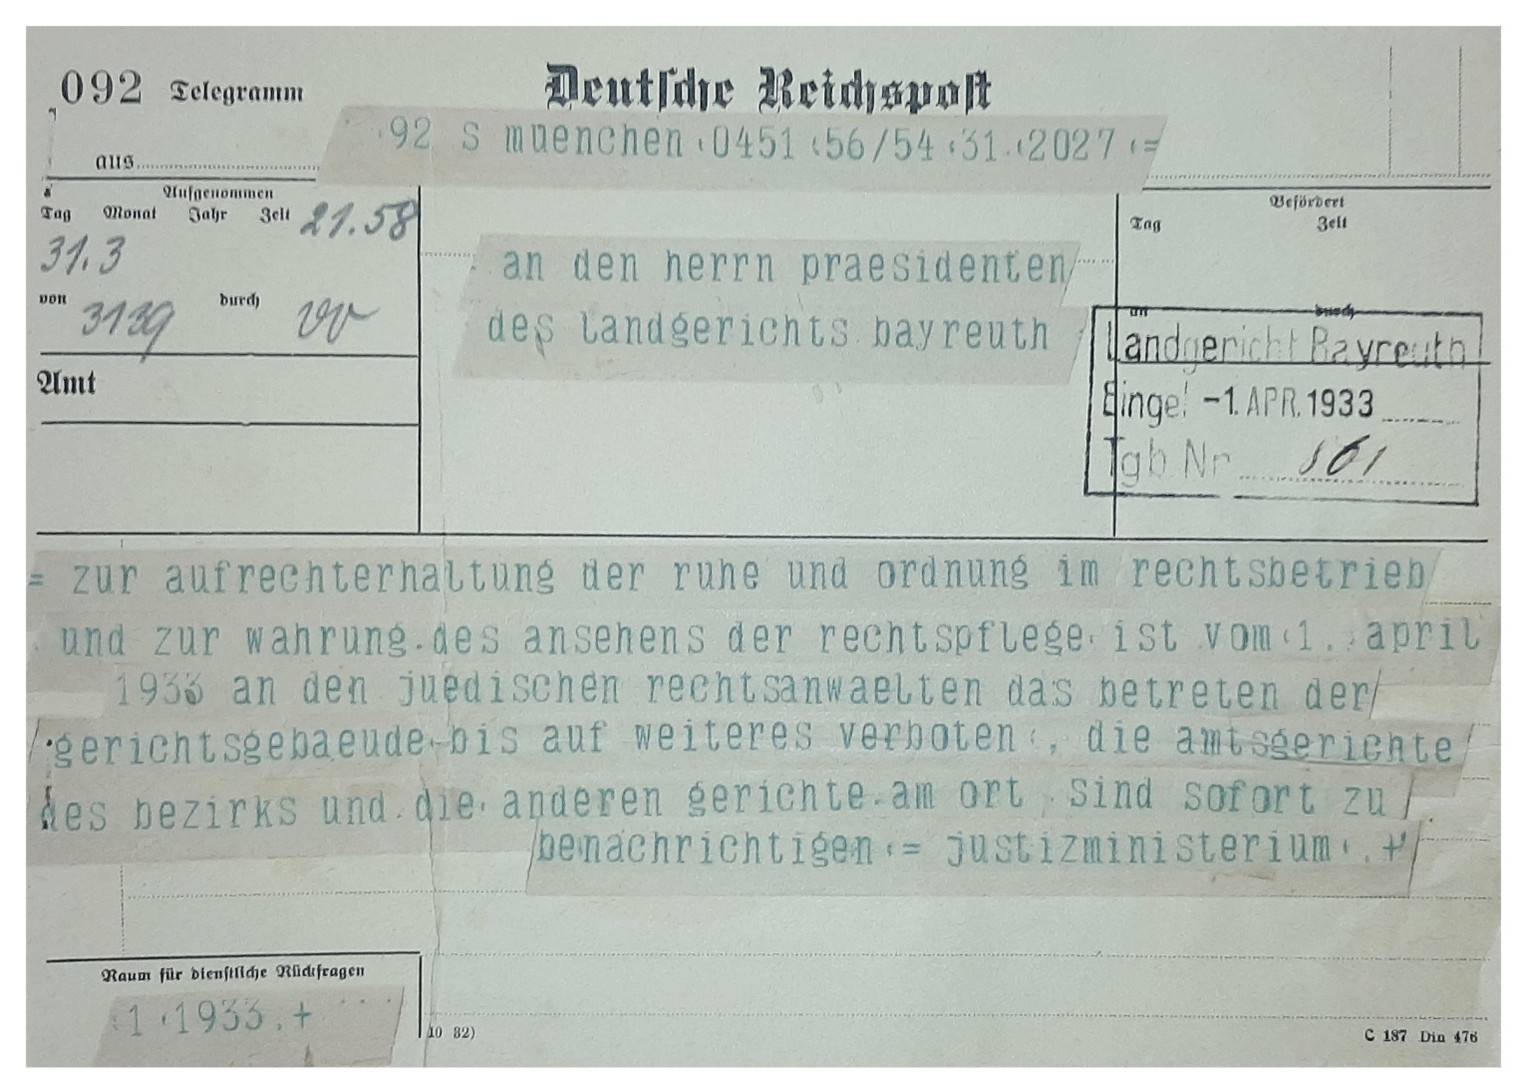 092 Telegramm Deutsche Reichspost
92 S muenchen 0451 56/54 31. 2027 =
aus
Aufgenommen
Tag Monat Jahr Zeit 21.58
31.3
von 3139 durch
Amt
an den herrn praesidenten
des landgerichts bayreuth
Befördert
Tag Zeit
an durch
Landgericht Bayreuth
Eingel -1. APR. 1933
Tgb. Nr. 161
= zur aufrechterhaltung der ruhe und ordnung im rechtsbetrieb
und zur wahrung des ansehens der rechtspflege ist vom 1. april
1933 an den juedischen rechtsanwaelten das betreten der
gerichtsgebaeude bis auf weiteres verboten , die amtsgerichte
des bezirks und die anderen gerichte am ort sind sofort zu
benachrichtigen = justizministerium . +
Raum für dienstliche Rückfragen
1 1933 . +
10 32)
C 187 Din 476